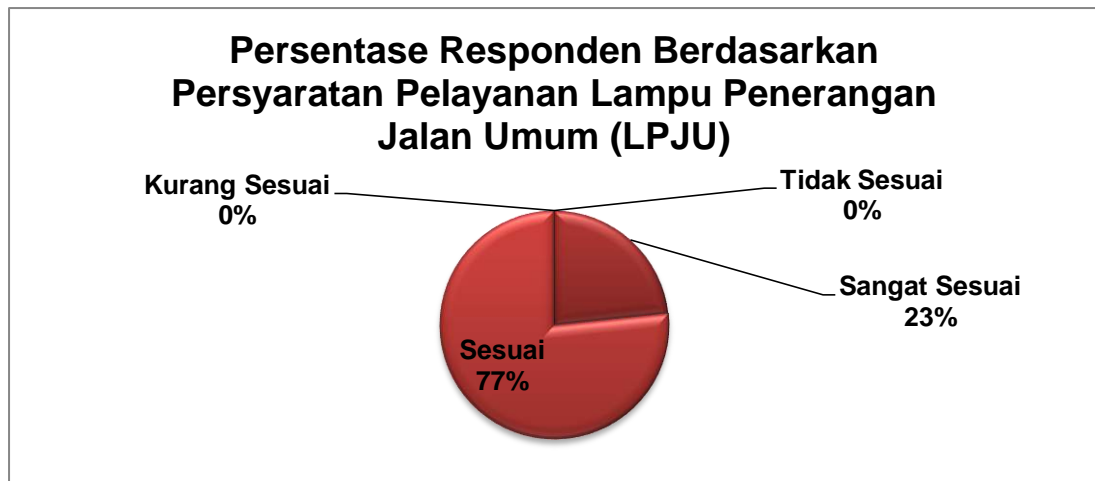 Persentase Responden Berdasarkan
Persyaratan Pelayanan Lampu Penerangan
Jalan Umum (LPJU)
Kurang Sesuai
0%
Tidak Sesuai
0%
Sangat Sesuai
23%
Sesuai
77%